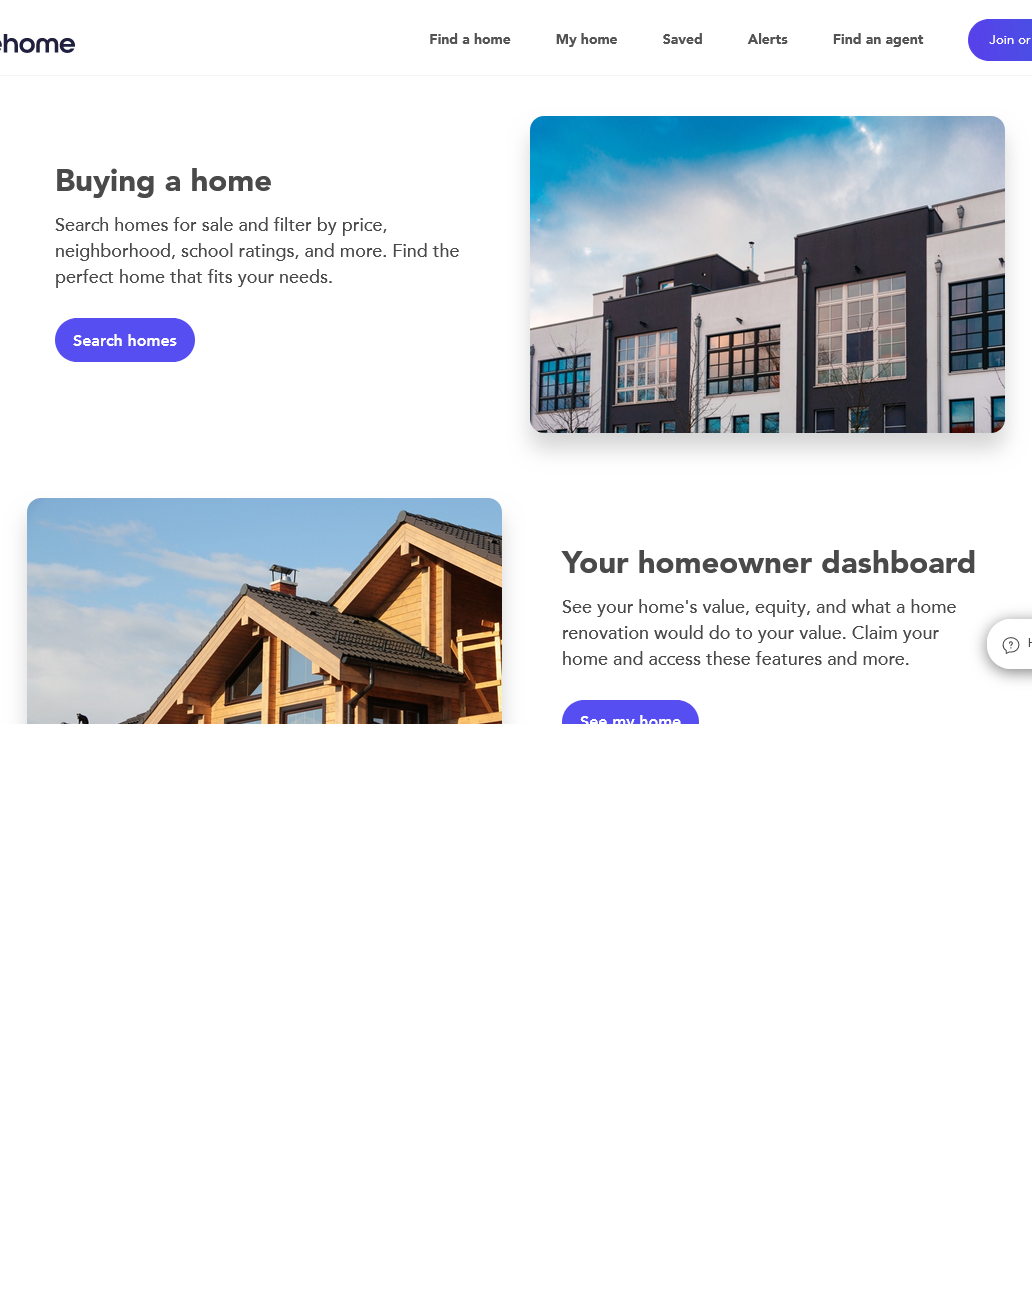 ehome
Find a home My home Saved Alerts Find an agent Join or
Buying a home
Search homes for sale and filter by price,
neighborhood, school ratings, and more. Find the
perfect home that fits your needs.
Search homes
Your homeowner dashboard
See your home's value, equity, and what a home
renovation would do to your value. Claim your
home and access these features and more.
See my home